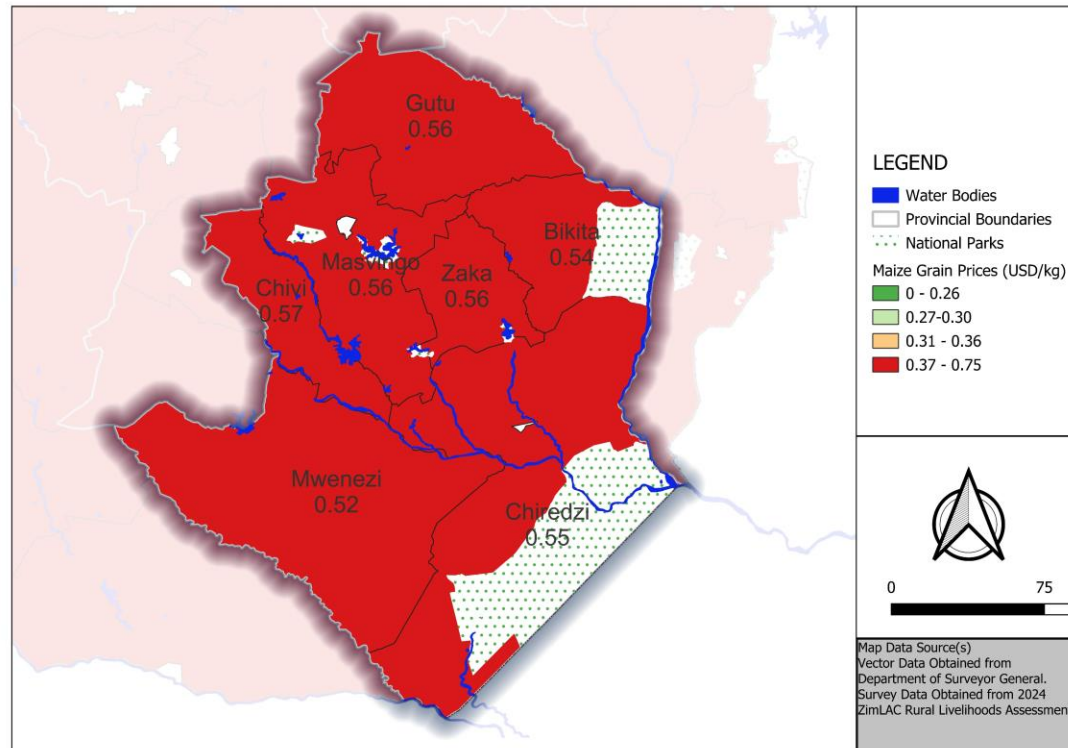 Gutu
0.56
Bikita
0.54
Masvingo
0.56
Zaka
0.56
Chivi
0.57
Mwenezi
0.52
Chiredzi
0.55
LEGEND
Water Bodies
Provincial Boundaries
National Parks
Maize Grain Prices (USD/kg)
0 - 0.26
0.27-0.30
0.31 - 0.36
0.37 - 0.75
0 75
Map Data Source(s)
Vector Data Obtained from
Department of Surveyor General.
Survey Data Obtained from 2024
ZimLAC Rural Livelihoods Assessmen